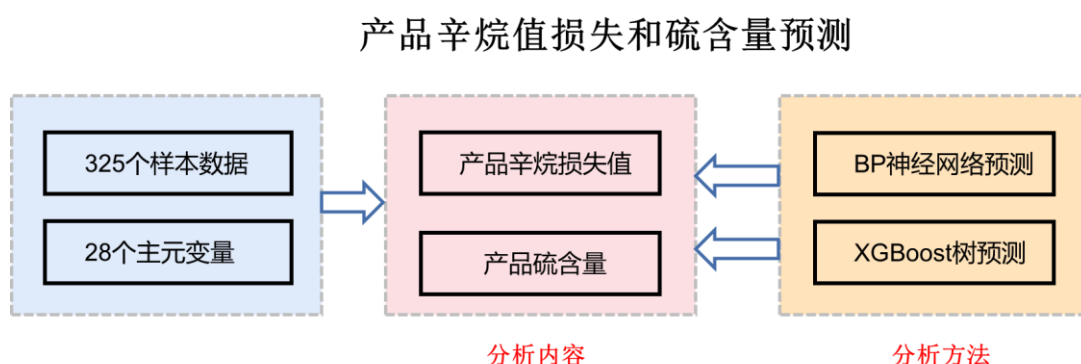 产品辛烷值损失和硫含量预测
325个样本数据
28个主元变量
产品辛烷损失值
产品硫含量
BP神经网络预测
XGBoost树预测
分析内容
分析方法